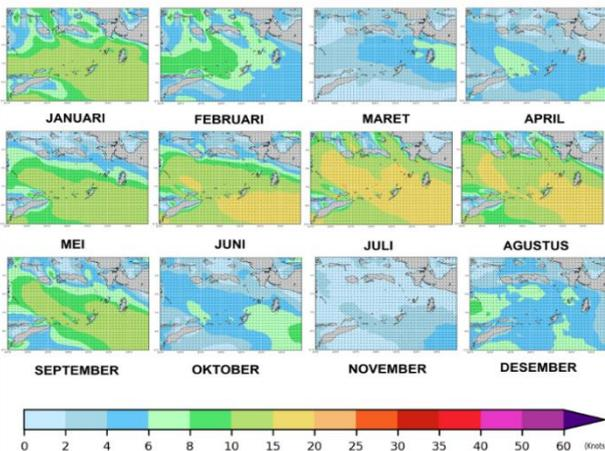 JANUARI
FEBRUARI
MARET
APRIL
MEI
JUNI
JULI
AGUSTUS
SEPTEMBER
OKTOBER
NOVEMBER
DESEMBER
0 2 4 6 8 10 15 20 25 30 35 40 50 60 (Knots